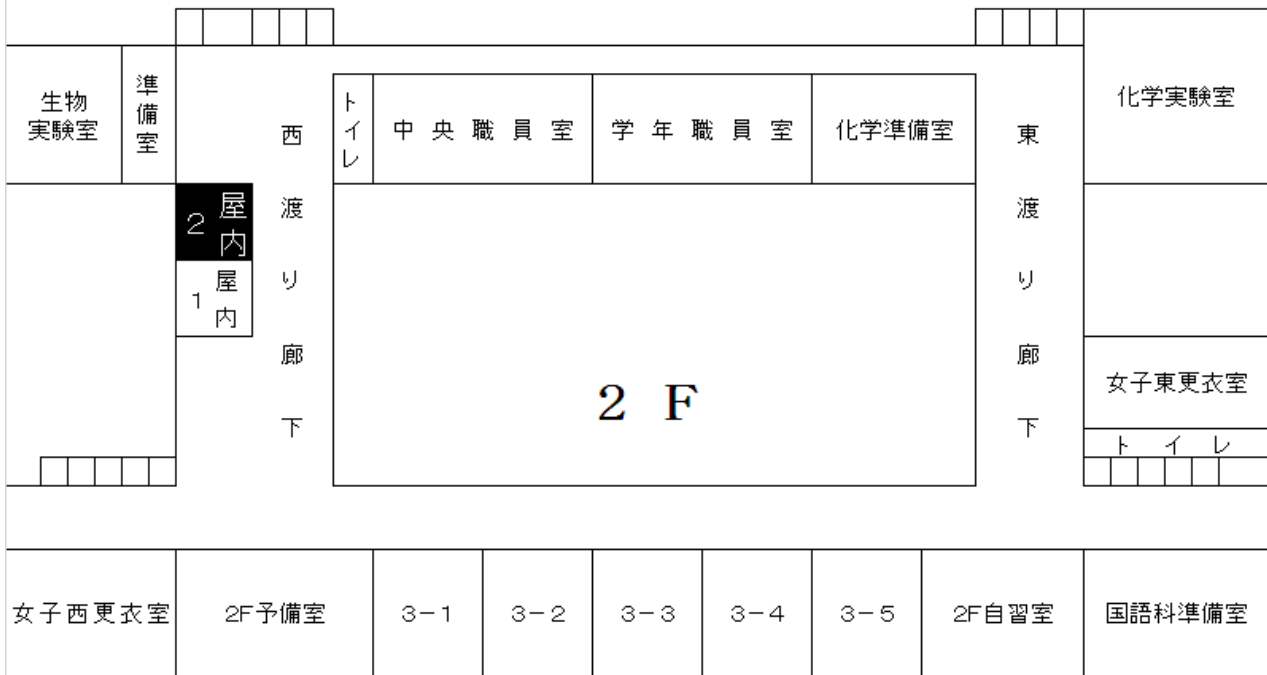 生物
実験室
準備室
西渡り廊下
トイレ
中央職員室
学年職員室
化学準備室
東渡り廊下
化学実験室
屋内2
屋内1
2 F
女子東更衣室
トイレ
女子西更衣室
2F予備室
3-1
3-2
3-3
3-4
3-5
2F自習室
国語科準備室